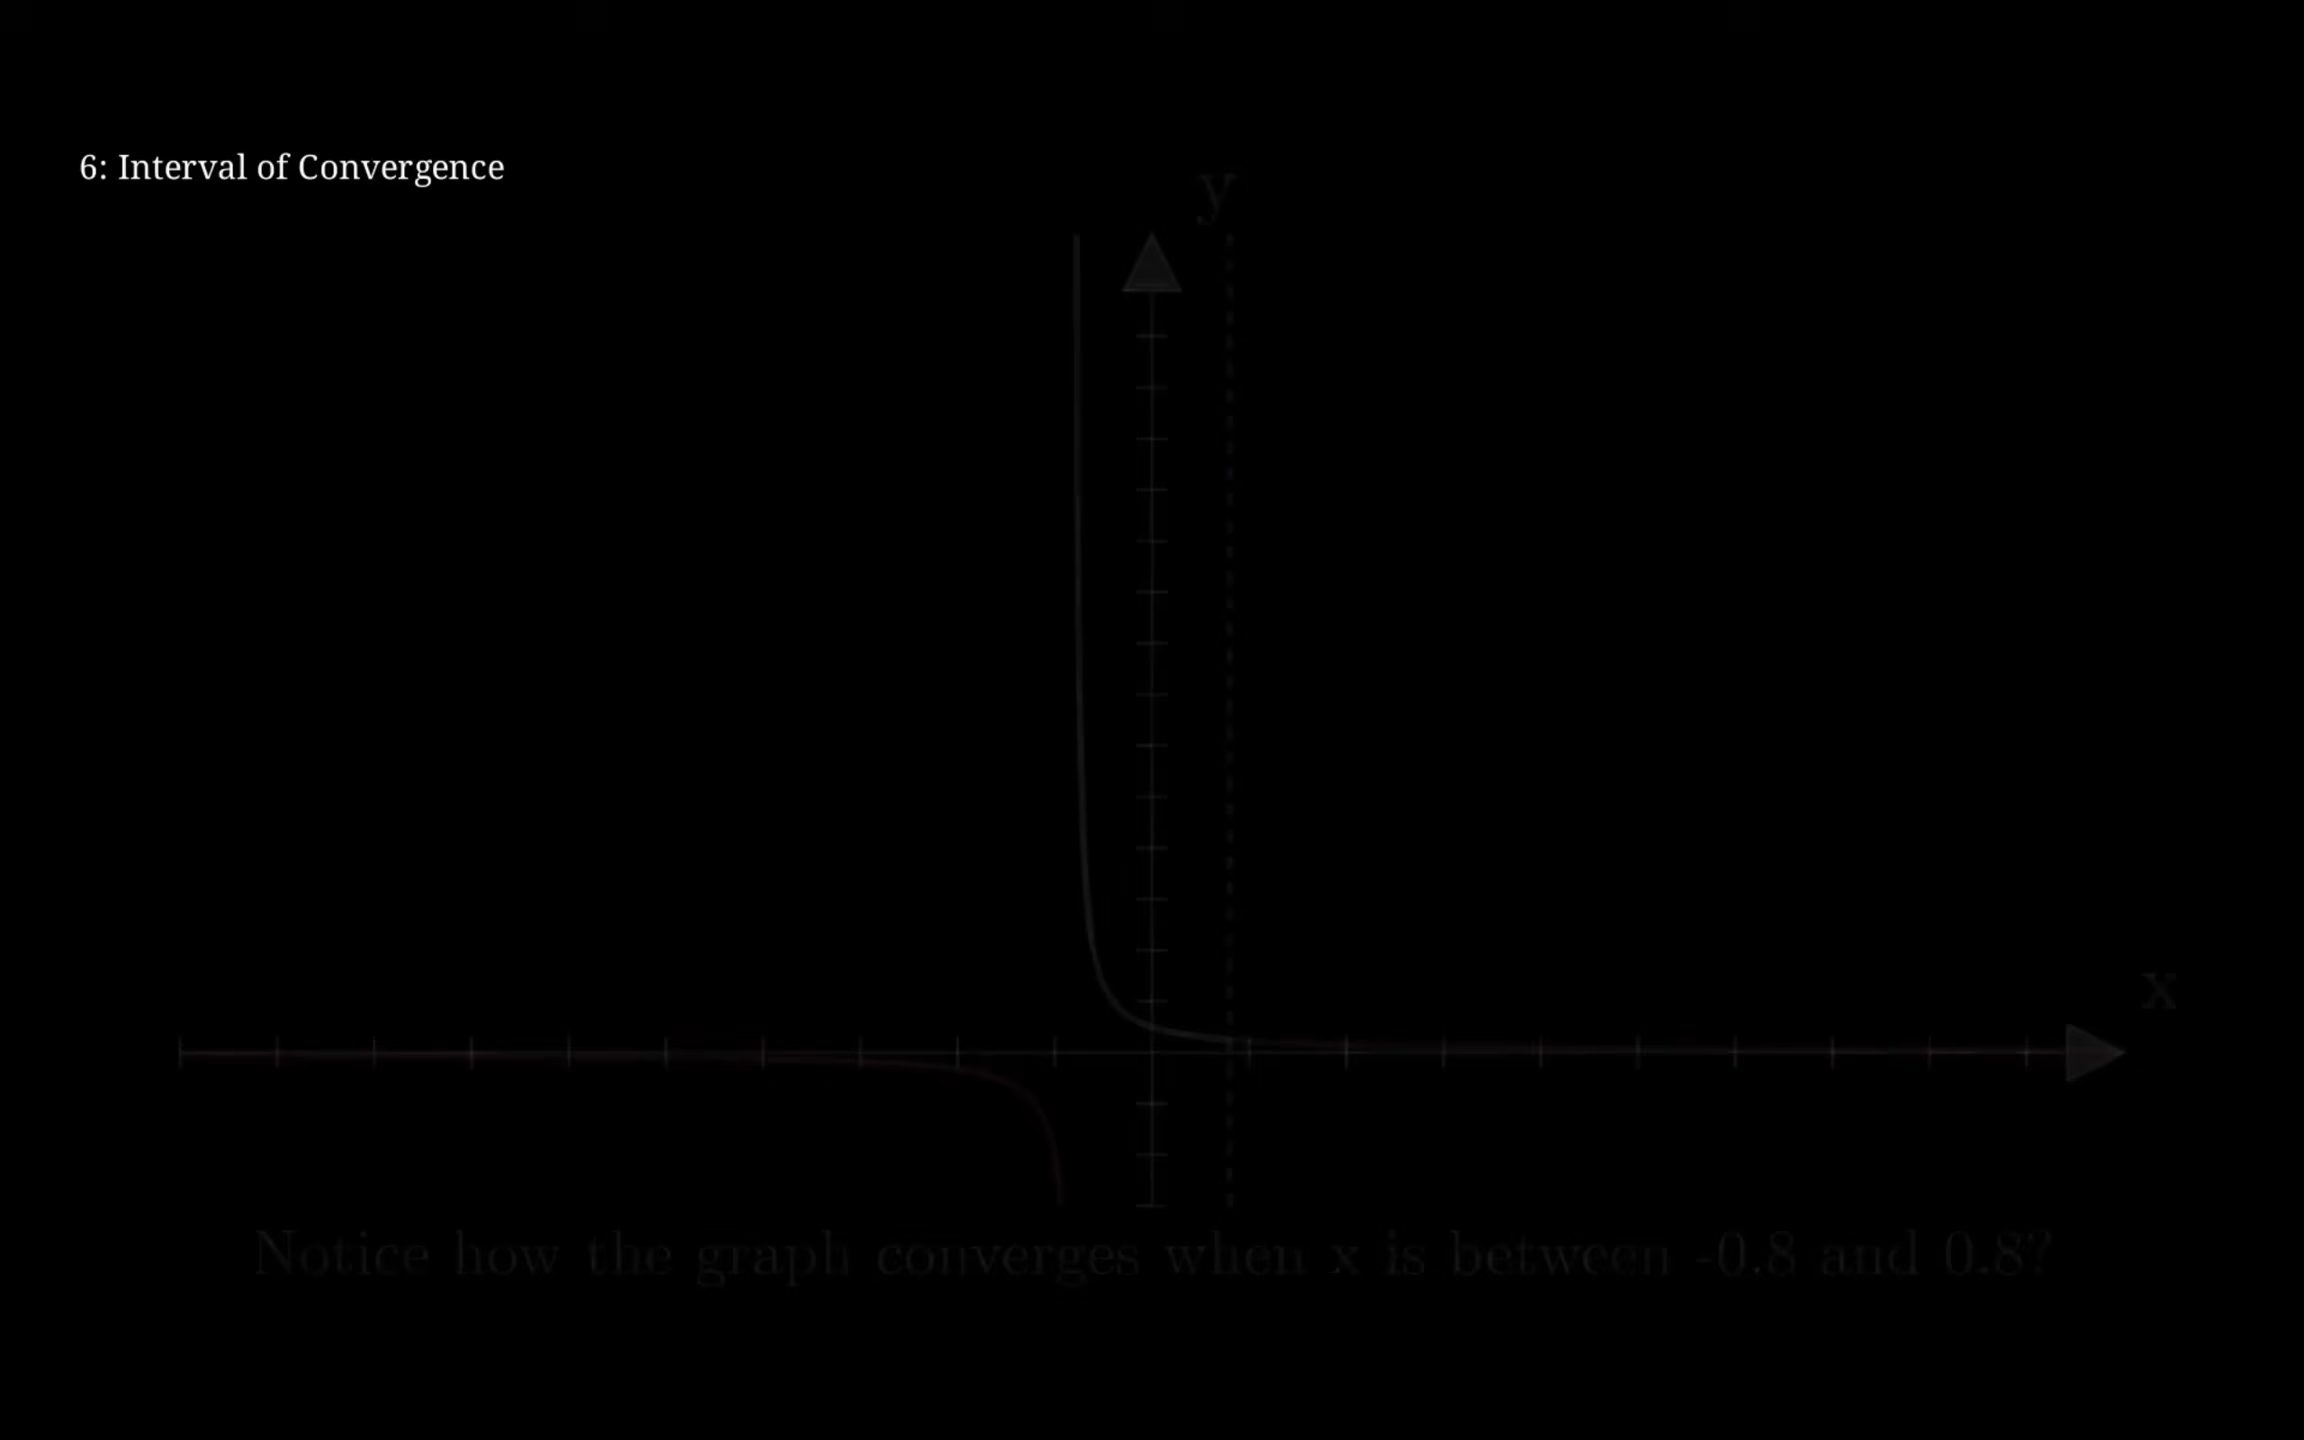 6: Interval of Convergence
y
x
Notice how the graph converges when x is between -0.8 and 0.8?